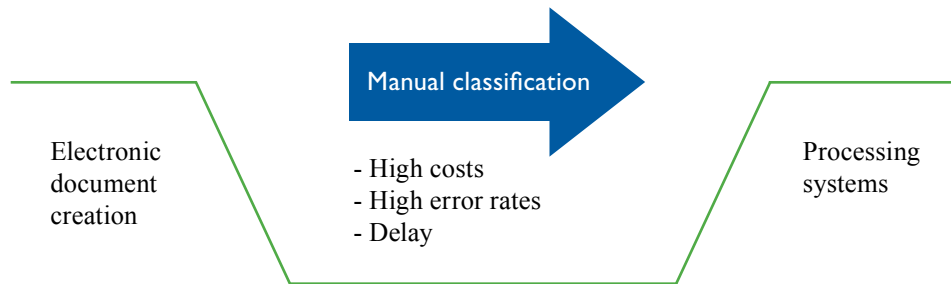 Manual classification
Electronic
document
creation
- High costs
- High error rates
- Delay
Processing
systems